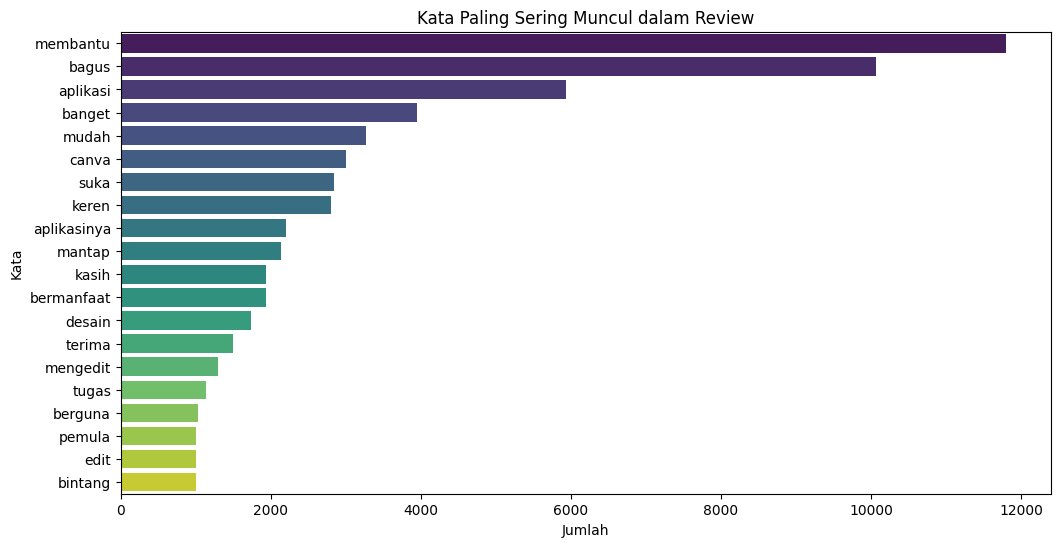 Kata Paling Sering Muncul dalam Review
Kata
membantu
bagus
aplikasi
banget
mudah
canva
suka
keren
aplikasinya
mantap
kasih
bermanfaat
desain
terima
mengedit
tugas
berguna
pemula
edit
bintang
0 2000 4000 6000 8000 10000 12000
Jumlah